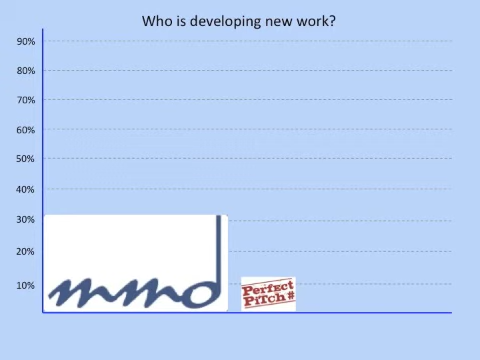 Who is developing new work?
90%
80%
70%
60%
50%
40%
30%
20%
10%
mmd
Perfect
PiTCh#